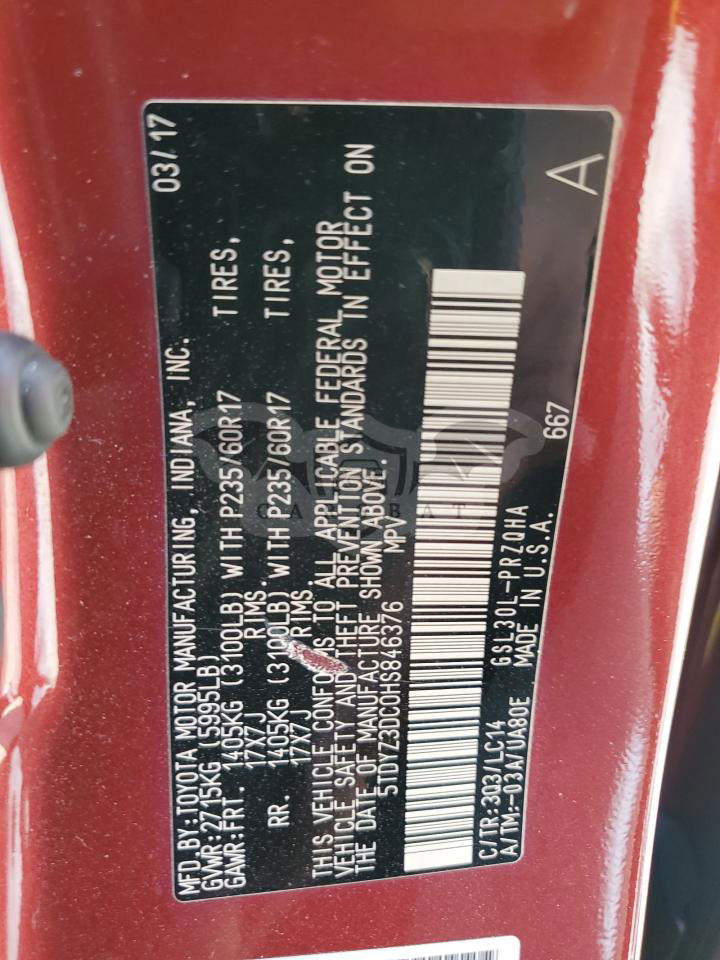 MFD.BY:TOYOTA MOTOR MANUFACTURING, INDIANA, INC. 03/17
GVWR:2715KG (5995LB)
GAWR:FRT. 1405KG (3100LB) WITH P235/60R17 TIRES,
17X7J RIMS.
RR. 1405KG (3100LB) WITH P235/60R17 TIRES,
17X7J RIMS
THIS VEHICLE CONFORMS TO ALL APPLICABLE FEDERAL MOTOR
VEHICLE SAFETY AND THEFT PREVENTION STANDARDS IN EFFECT ON
THE DATE OF MANUFACTURE SHOWN ABOVE.
5TDYZ3DC0HS846376 MPV
C/TR:3Q3/LC14 GSL30L-PRZQHA 667
A/TM:-03A/UA80E MADE IN U.S.A.
A